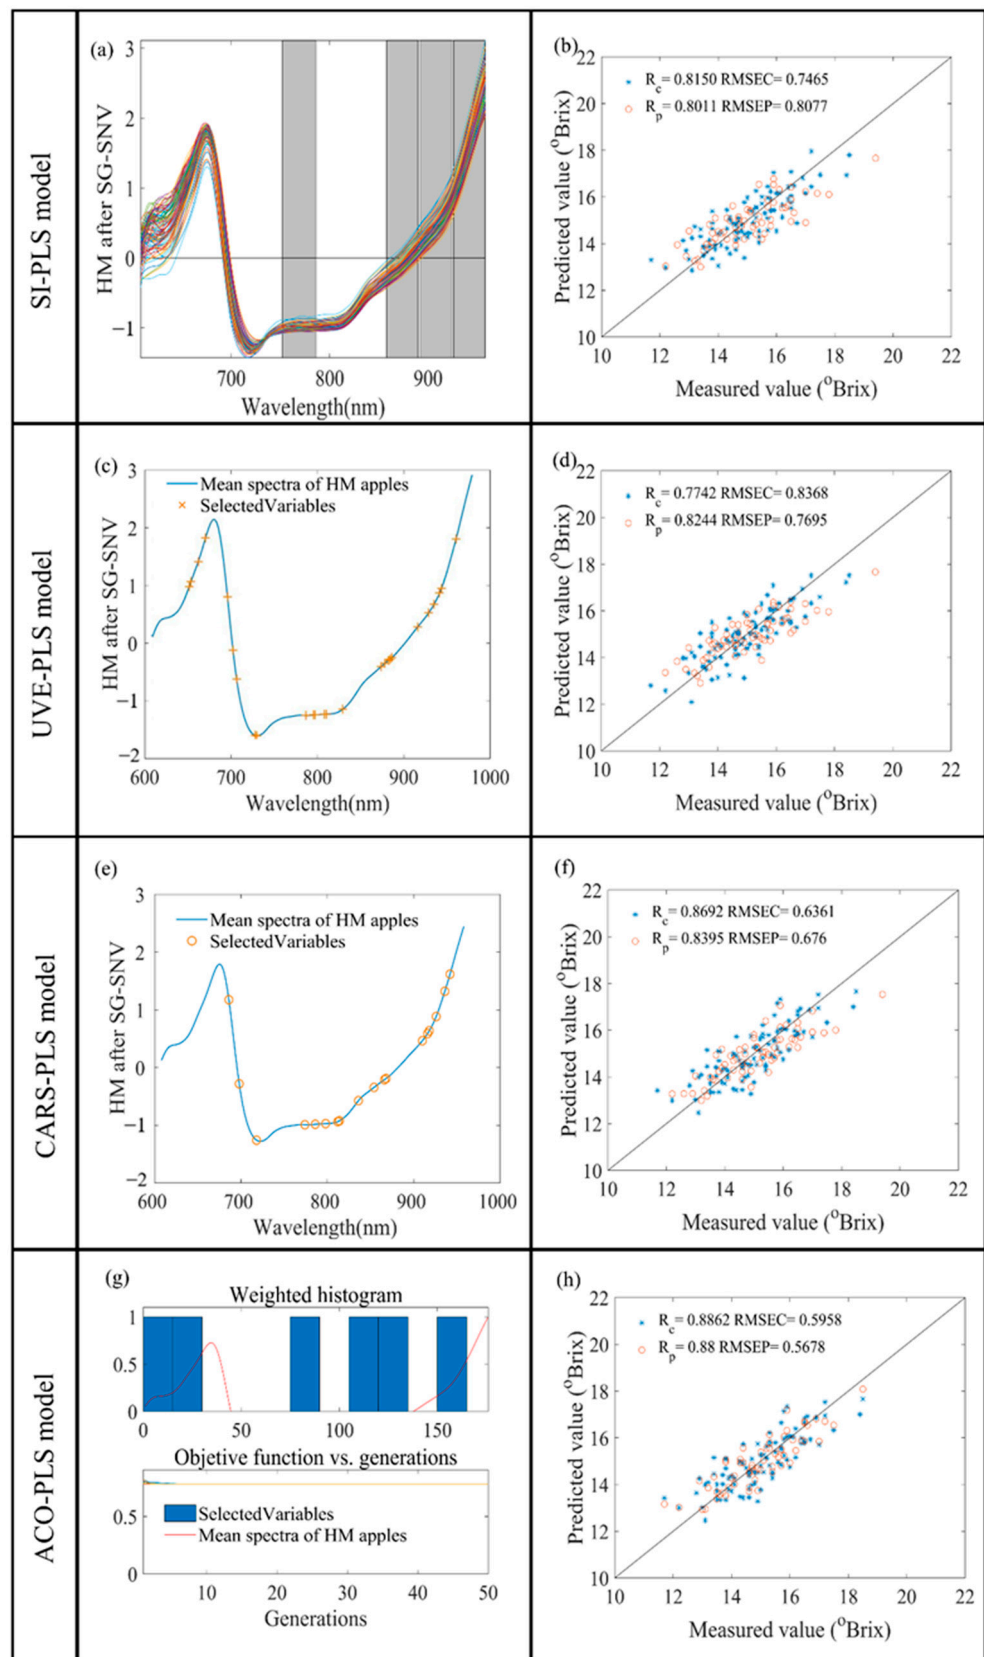 SI-PLS model
(a)
HM after SG-SNV
3
2
1
0
−1
700
800
900
Wavelength(nm)
(b)
Predicted value (°Brix)
22
20
18
16
14
12
10
Rc= 0.8150 RMSEC= 0.7465
Rp= 0.8011 RMSEP= 0.8077
10
12
14
16
18
20
22
Measured value (°Brix)
UVE-PLS model
(c)
HM after SG-SNV
3
2
1
0
−1
−2
Mean spectra of HM apples
SelectedVariables
600
700
800
900
1000
Wavelength(nm)
(d)
Predicted value (°Brix)
22
20
18
16
14
12
10
Rc= 0.7742 RMSEC= 0.8368
Rp= 0.8244 RMSEP= 0.7695
10
12
14
16
18
20
22
Measured value (°Brix)
CARS-PLS model
(e)
HM after SG-SNV
3
2
1
0
−1
−2
Mean spectra of HM apples
SelectedVariables
600
700
800
900
1000
Wavelength(nm)
(f)
Predicted value (°Brix)
22
20
18
16
14
12
10
Rc= 0.8692 RMSEC= 0.6361
Rp= 0.8395 RMSEP= 0.676
10
12
14
16
18
20
22
Measured value (°Brix)
ACO-PLS model
(g)
Weighted histogram
1
0.5
0
0
50
100
150
Objetive function vs. generations
0.5
0
SelectedVariables
Mean spectra of HM apples
10
20
30
40
50
Generations
(h)
Predicted value (°Brix)
22
20
18
16
14
12
10
Rc= 0.8862 RMSEC= 0.5958
Rp= 0.88 RMSEP= 0.5678
10
12
14
16
18
20
22
Measured value (°Brix)